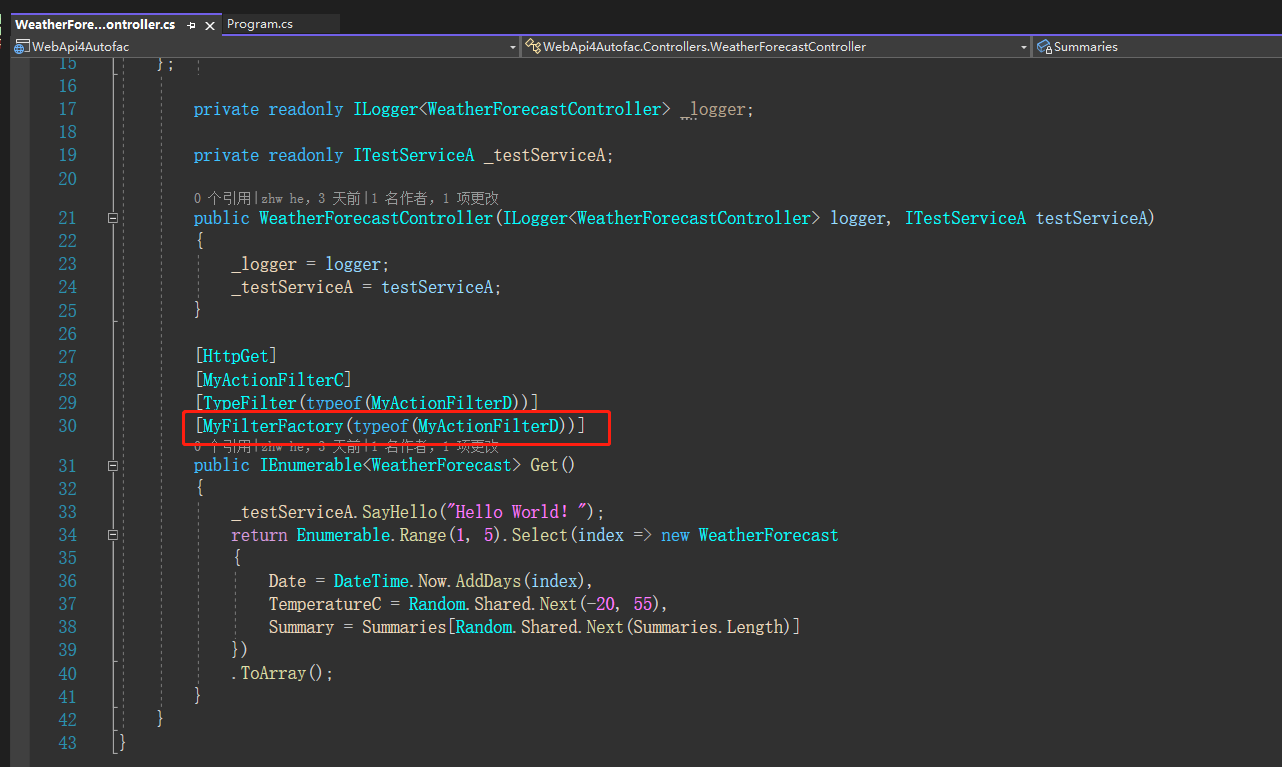 WeatherFore...ontroller.cs Program.cs
WebApi4Autofac WebApi4Autofac.Controllers.WeatherForecastController Summaries
15 };
16
17 private readonly ILogger<WeatherForecastController> _logger;
18
19 private readonly ITestServiceA _testServiceA;
20
0 个引用|zhw he, 3 天前|1 名作者, 1 项更改
21 public WeatherForecastController(ILogger<WeatherForecastController> logger, ITestServiceA testServiceA)
22 {
23 _logger = logger;
24 _testServiceA = testServiceA;
25 }
26
27 [HttpGet]
28 [MyActionFilterC]
29 [TypeFilter(typeof(MyActionFilterD))]
30 [MyFilterFactory(typeof(MyActionFilterD))]
0 个引用|zhw he, 3 天前|1 名作者, 1 项更改
31 public IEnumerable<WeatherForecast> Get()
32 {
33 _testServiceA.SayHello("Hello World！");
34 return Enumerable.Range(1, 5).Select(index => new WeatherForecast
35 {
36 Date = DateTime.Now.AddDays(index),
37 TemperatureC = Random.Shared.Next(-20, 55),
38 Summary = Summaries[Random.Shared.Next(Summaries.Length)]
39 })
40 .ToArray();
41 }
42 }
43 }